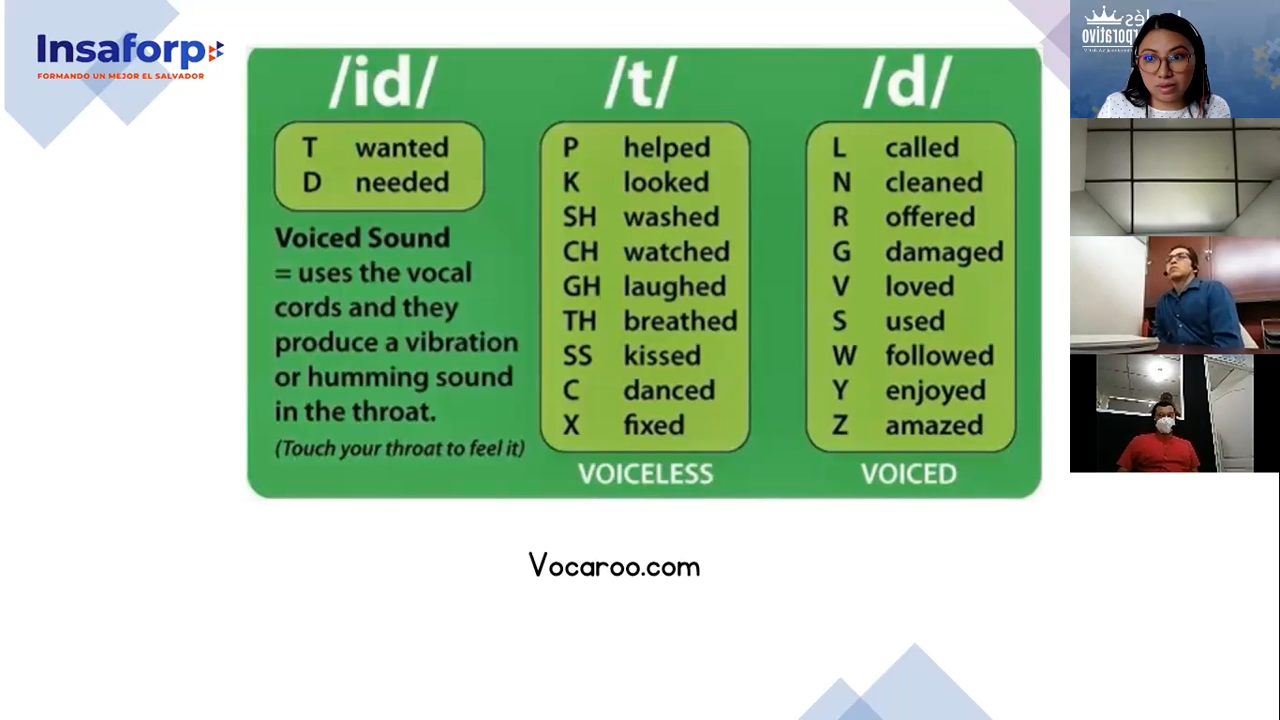 Insaforp
FORMANDO UN MEJOR EL SALVADOR
/id/
T wanted
D needed
Voiced Sound
= uses the vocal
cords and they
produce a vibration
or humming sound
in the throat.
(Touch your throat to feel it)
/t/
P helped
K looked
SH washed
CH watched
GH laughed
TH breathed
SS kissed
C danced
X fixed
VOICELESS
/d/
L called
N cleaned
R offered
G damaged
V loved
S used
W followed
Y enjoyed
Z amazed
VOICED
Vocaroo.com